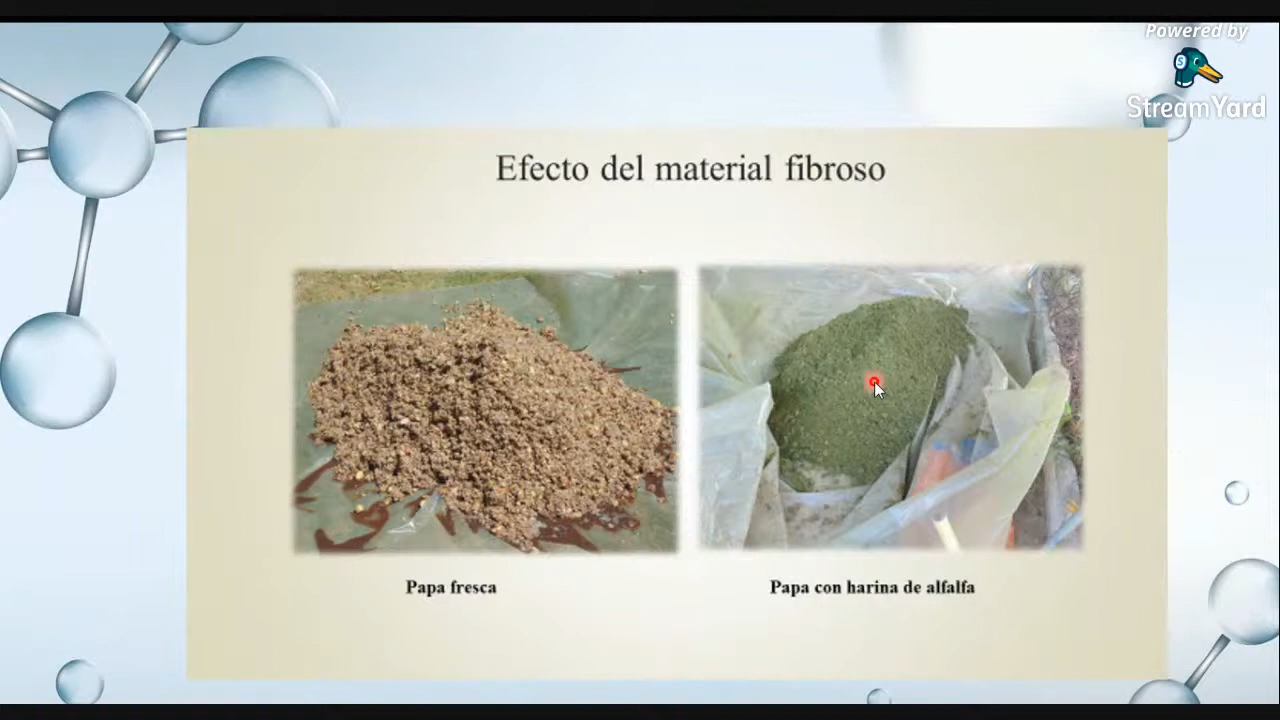 Powered by
StreamYard
Efecto del material fibroso
Papa fresca
Papa con harina de alfalfa